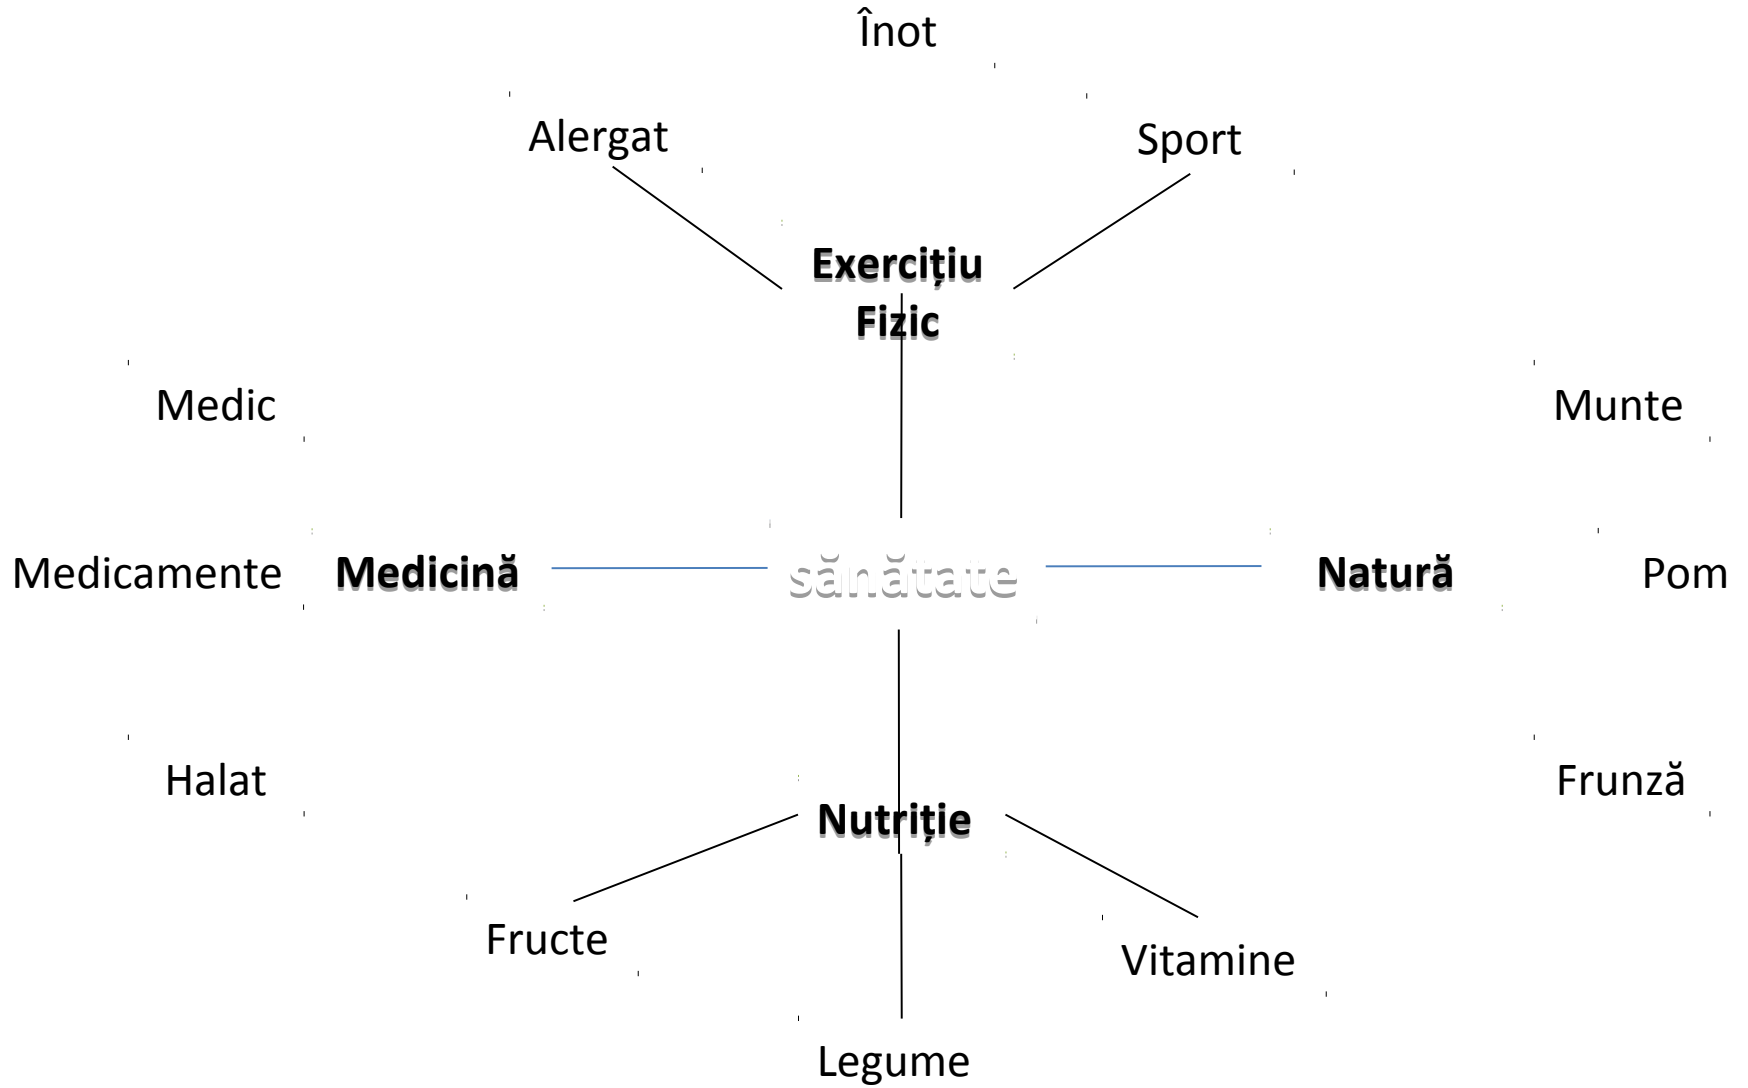 Înot
Alergat
Sport
Exercițiu
Fizic
Medic
Munte
Medicamente
Medicină
sănătate
Natură
Pom
Halat
Frunză
Nutriție
Fructe
Vitamine
Legume